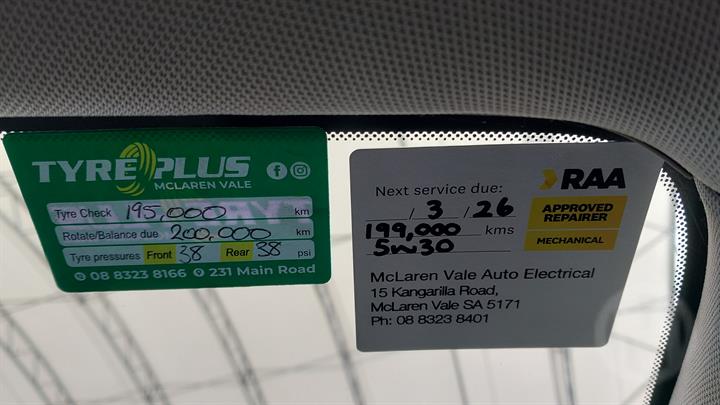 TYRE PLUS
MCLAREN VALE
Tyre Check 195,000 km
Rotate/Balance due 200,000 km
Tyre pressures Front 38 Rear 38 psi
08 8323 8166 231 Main Road
Next service due:
/ 3 / 26
199,000 kms
5w30
RAA
APPROVED
REPAIRER
MECHANICAL
McLaren Vale Auto Electrical
15 Kangarilla Road,
McLaren Vale SA 5171
Ph: 08 8323 8401